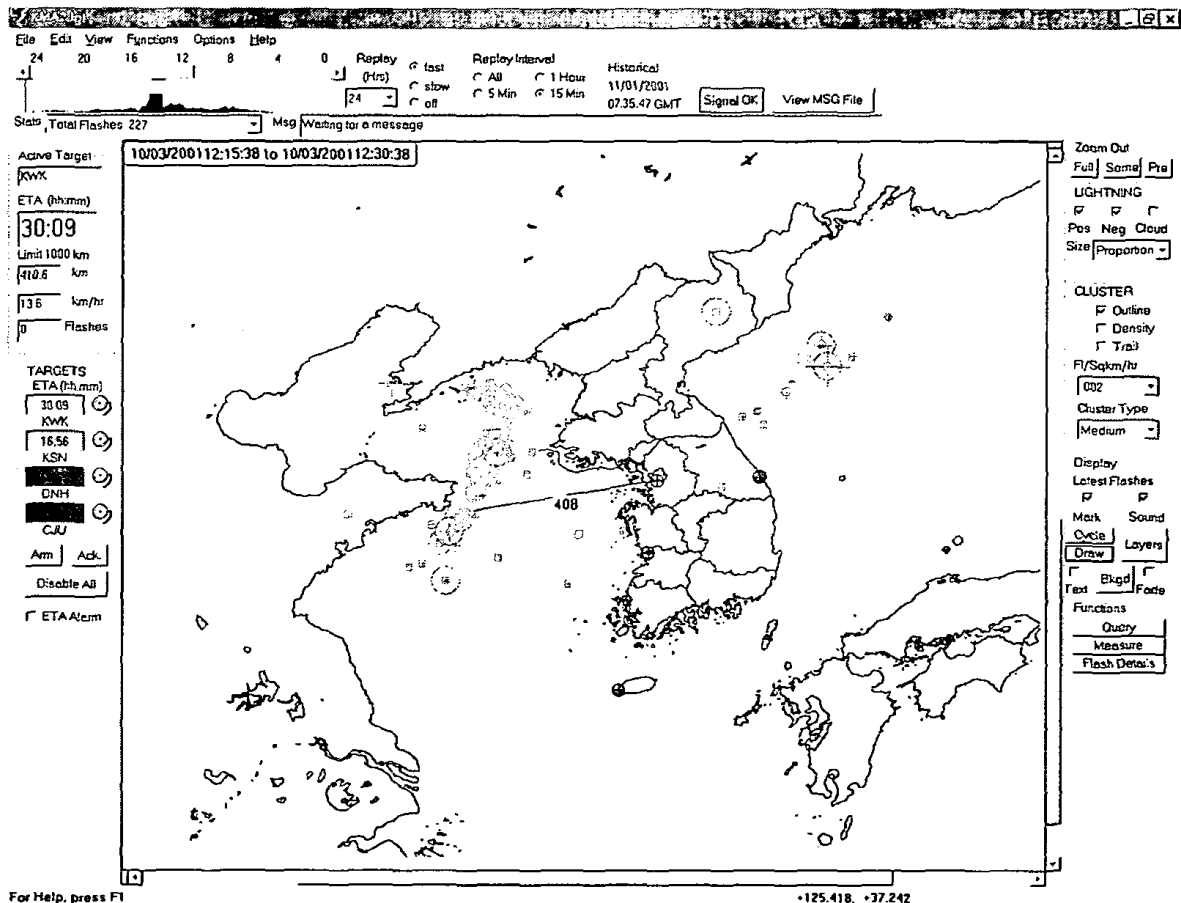 File Edit View Functions Options Help
24 20 16 12 8 4 0
Replay
(Hrs)
24
fast
slow
off
Replay Interval
All 1 Hour
5 Min 15 Min
Historical
11/01/2001
07:35:47 GMT
Signal OK
View MSG File
Stats Total Flashes 227
Msg Waiting for a message
10/03/200112:15:38 to 10/03/200112:30:38
Active Target
KWK
ETA (hh:mm)
30:09
Limit 1000 km
410.6 km
13.6 km/hr
0 Flashes
TARGETS
ETA (hh:mm)
30:09
KWK
16:56
KSN
DNH
CJU
Arm Ack.
Disable All
ETA Alarm
408
Zoom Out
Full Some Pre
LIGHTNING
Pos Neg Cloud
Size Proportion
CLUSTER
Outline
Density
Trail
Fl/Sqkm/hr
.002
Cluster Type
Medium
Display
Latest Flashes
Mark Sound
Cycle
Draw
Layers
Text Bkgd Fade
Functions
Query
Measure
Flash Details
For Help, press F1
+125.418, +37.242